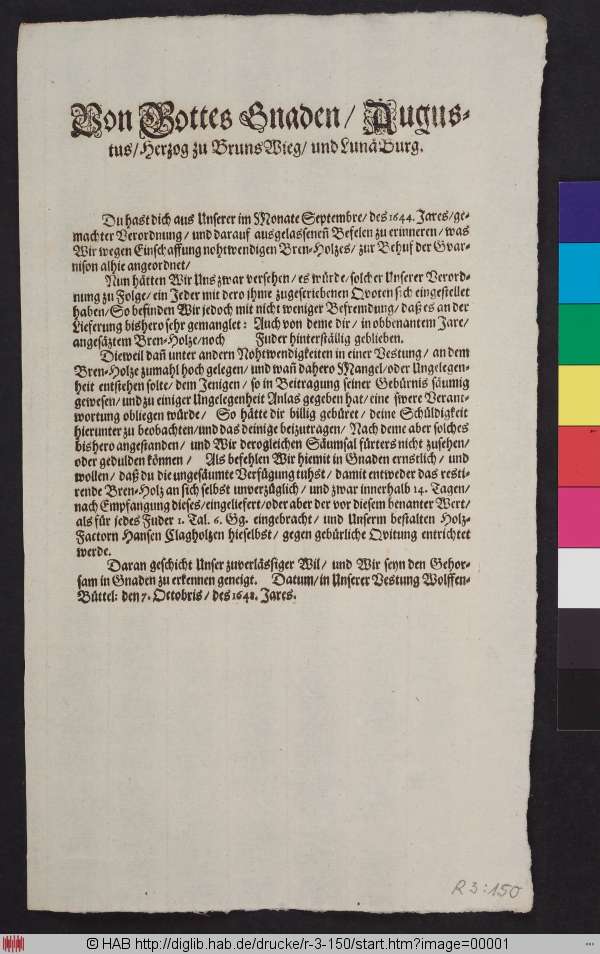 Von Gottes Gnaden / Augus-
tus / Herzog zu BrunsWieg / und LunäBurg.
Du hast dich aus Unserer im Monate Septembre / des 1644. Jares / ge-
machter Verordnung / und darauf ausgelassenen Befelen zu erinneren / was
Wir wegen Einschaffung nohtwendigen Bren-Holzes / zur Behuf der Gvar-
nison alhie angeordnet /
Nun hätten Wir Uns zwar versehen / es würde / solcher Unserer Verord-
nung zu Folge / ein Jeder mit dero ihme zugeschriebenen Qvoten sich eingestellet
haben / So befinden Wir jedoch mit nicht weniger Befremdung / daß es an der
Lieferung bishero sehr gemanglet: Auch von deme dir / in obbenantem Jare /
angesäztem Bren-Holze / noch Fuder hinterställig geblieben.
Dieweil dañ unter andern Nohtwendigkeiten in einer Vestung / an dem
Bren-Holze zumahl hoch gelegen / und wañ dahero Mangel / oder Ungelegen-
heit entstehen solte / dem Jenigen / so in Beitragung seiner Gebürnis säumig
gewesen / und zu einiger Ungelegenheit Anlas gegeben hat / eine swere Verant-
wortung obliegen würde / So hätte dir billig gebüret / deine Schüldigkeit
hierunter zu beobachten / und das deinige beizutragen / Nach deme aber solches
bishero angestanden / und Wir derogleichen Säumsal fürters nicht zusehen /
oder gedulden können / Als befehlen Wir hiemit in Gnaden ernstlich / und
wollen / daß du die ungesäumte Verfügung tuhst / damit entweder das resti-
rende Bren-Holz an sich selbst unverzüglich / und zwar innerhalb 14. Tagen /
nach Empfangung dieses / eingeliefert / oder aber der vor diesem benanter Wert /
als für jedes Fuder 1. Tal. 6. Gg. eingebracht / und Unserm bestalten Holz-
Factorn Hansen Clagholzen hieselbst / gegen gebürliche Qvitung entrichtet
werde.
Daran geschicht Unser zuverlässiger Wil / und Wir seyn den Gehor-
sam in Gnaden zu erkennen geneigt. Datum / in Unserer Vestung Wolffen-
Büttel: den 7. Octobris / des 1648. Jares.
R 3:150
© HAB http://diglib.hab.de/drucke/r-3-150/start.htm?image=00001